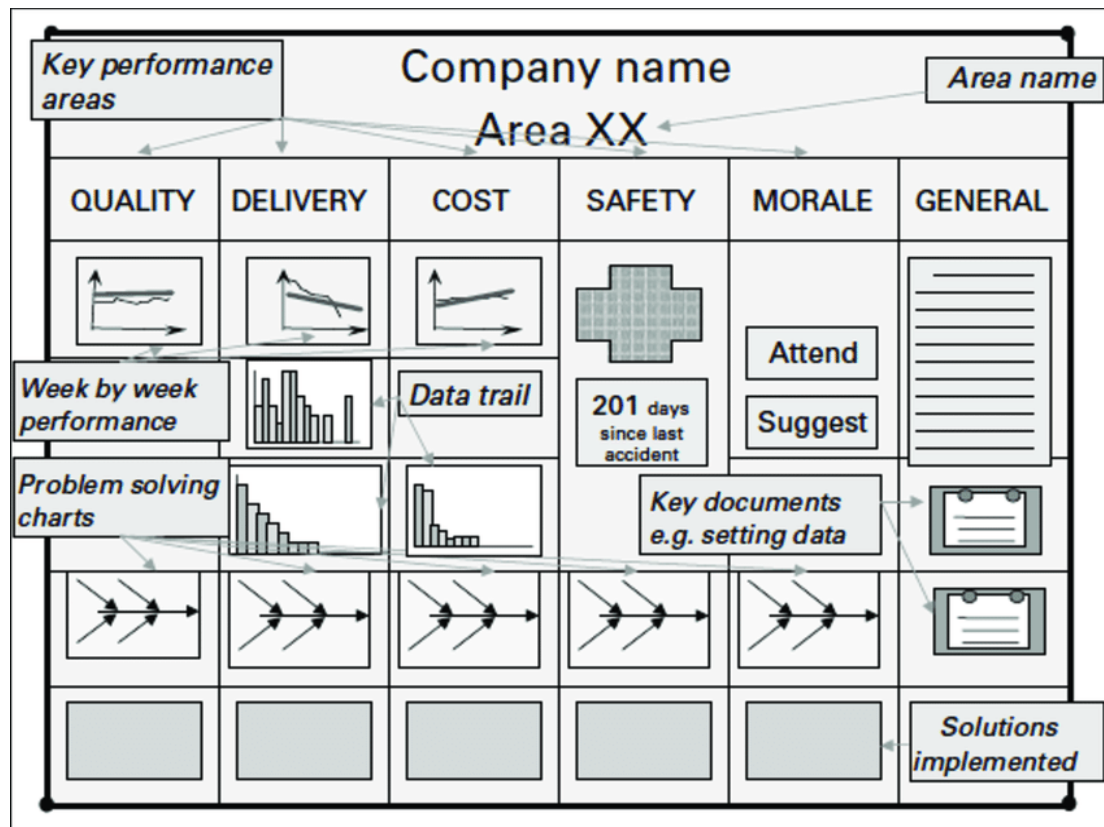 Key performance
areas
Company name
Area name
Area XX
QUALITY
DELIVERY
COST
SAFETY
MORALE
GENERAL
Week by week
performance
Data trail
201 days
since last
accident
Attend
Suggest
Problem solving
charts
Key documents
e.g. setting data
Solutions
implemented